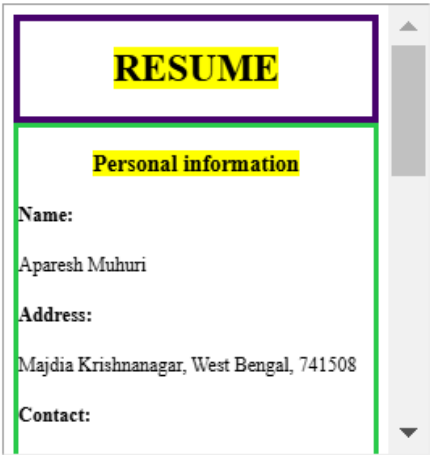 RESUME
Personal information
Name:
Aparesh Muhuri
Address:
Majdia Krishnanagar, West Bengal, 741508
Contact: